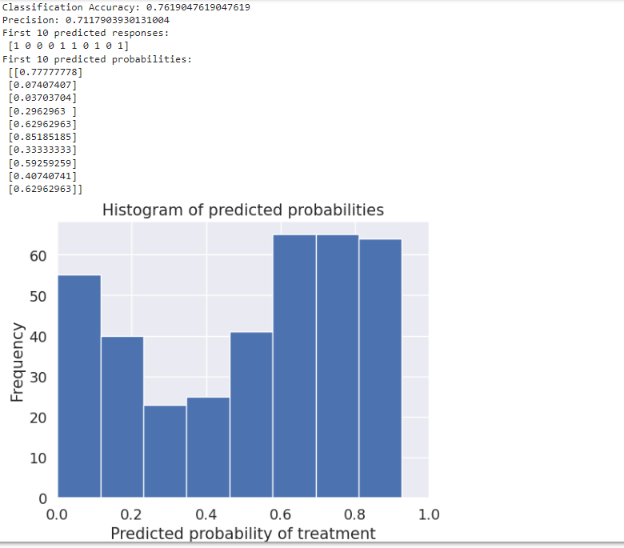 Classification Accuracy: 0.7619047619047619
Precision: 0.7117903930131004
First 10 predicted responses:
[1 0 0 0 1 1 0 1 0 1]
First 10 predicted probabilities:
[[0.77777778]
[0.07407407]
[0.03703704]
[0.2962963 ]
[0.62962963]
[0.85185185]
[0.33333333]
[0.59259259]
[0.40740741]
[0.62962963]]
Histogram of predicted probabilities
Frequency
60
50
40
30
20
10
0
0.0 0.2 0.4 0.6 0.8 1.0
Predicted probability of treatment